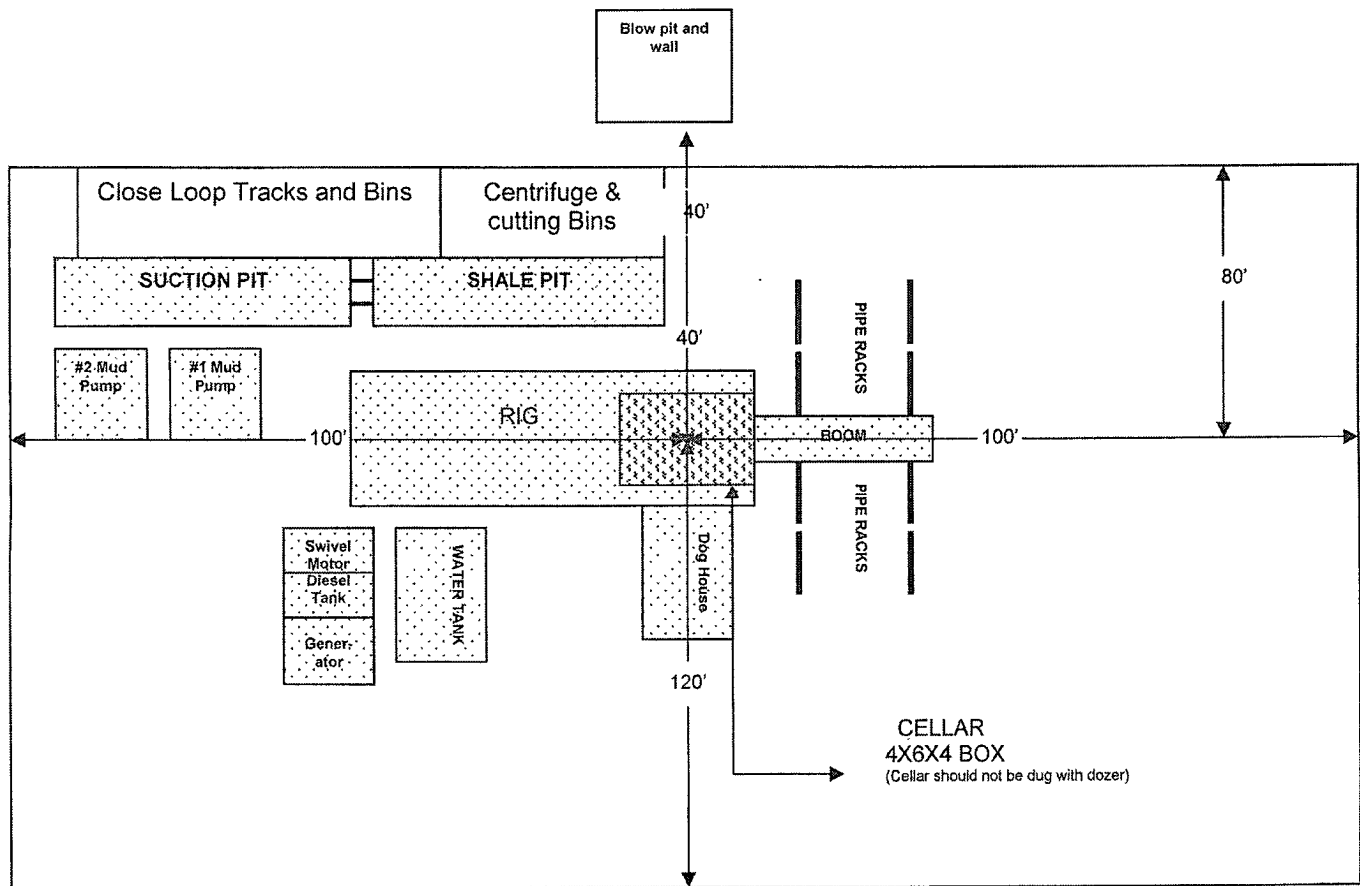 Blow pit and
wall
Close Loop Tracks and Bins
Centrifuge &
cutting Bins
40'
SUCTION PIT
SHALE PIT
80'
40'
PIPE RACKS
#2 Mud
Pump
#1 Mud
Pump
RIG
100'
BOOM
100'
PIPE RACKS
Swivel
Motor
Diesel
Tank
Gener-
ator
WATER TANK
Dog House
120'
CELLAR
4X6X4 BOX
(Cellar should not be dug with dozer)